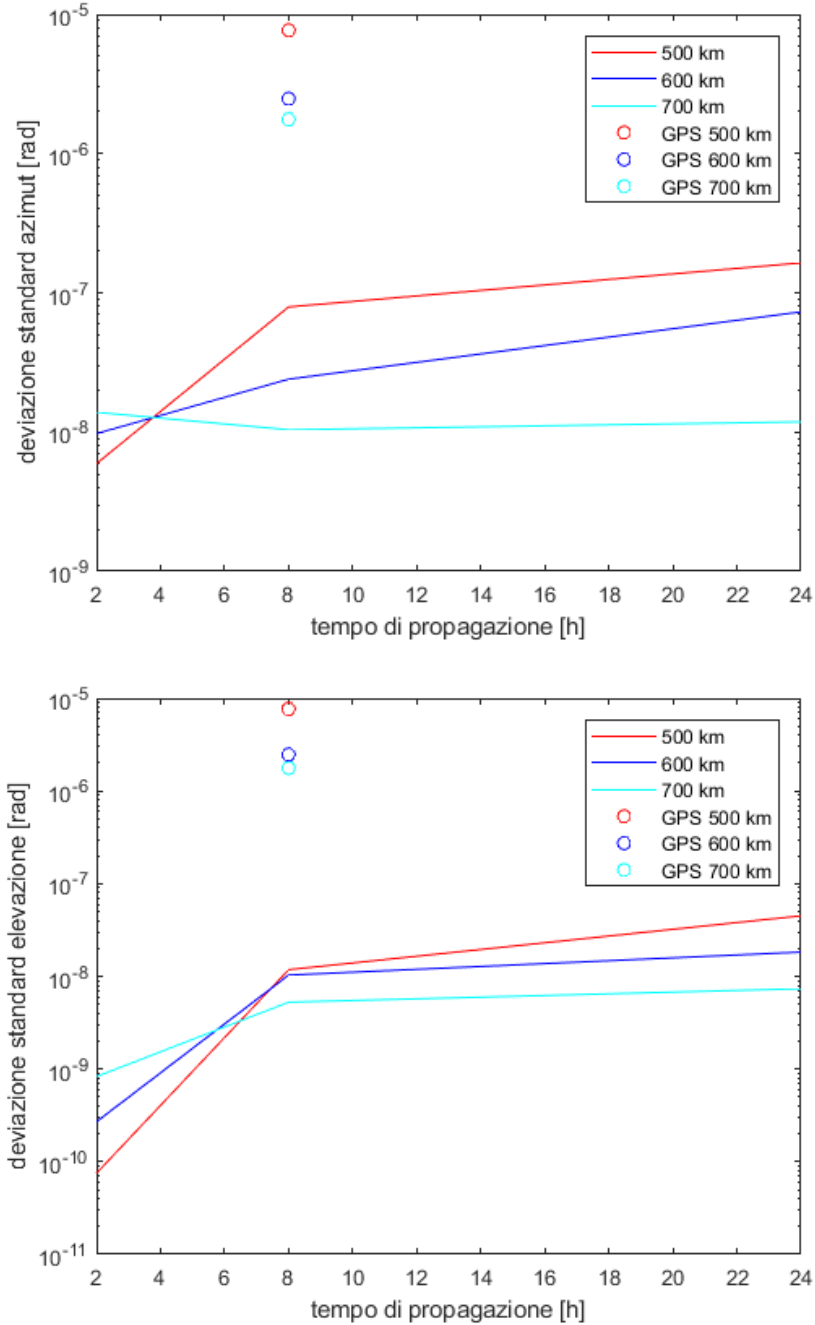 10^-5
10^-6
10^-7
10^-8
10^-9
deviazione standard azimut [rad]
500 km
600 km
700 km
GPS 500 km
GPS 600 km
GPS 700 km
2 4 6 8 10 12 14 16 18 20 22 24
tempo di propagazione [h]
10^-5
10^-6
10^-7
10^-8
10^-9
10^-10
10^-11
deviazione standard elevazione [rad]
500 km
600 km
700 km
GPS 500 km
GPS 600 km
GPS 700 km
2 4 6 8 10 12 14 16 18 20 22 24
tempo di propagazione [h]